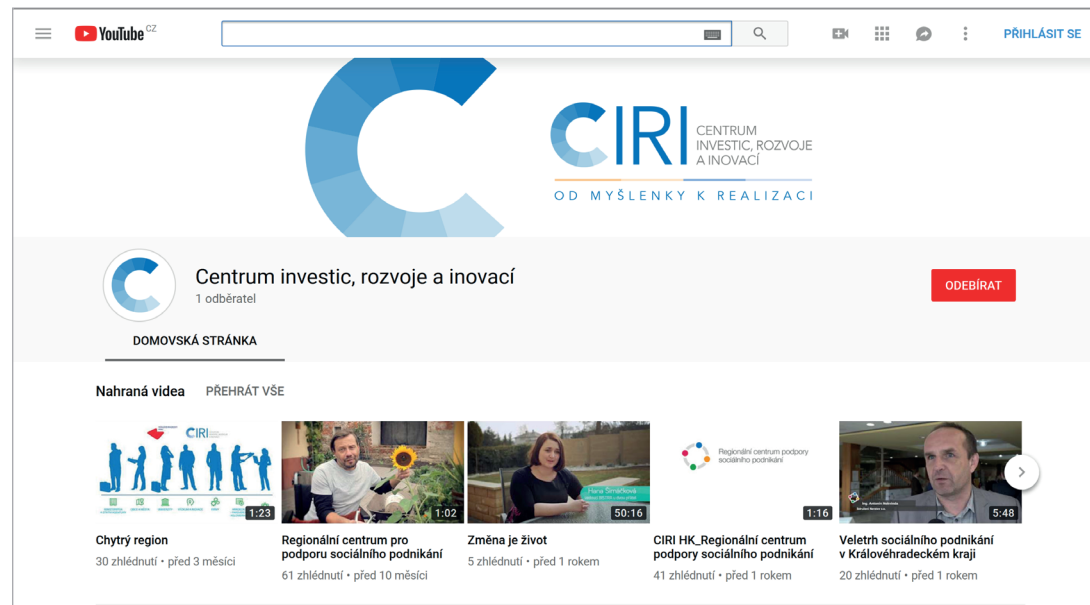 YouTube CZ
PŘIHLÁSIT SE
CIRI
CENTRUM
INVESTIC, ROZVOJE
A INOVACÍ
OD MYŠLENKY K REALIZACI
Centrum investic, rozvoje a inovací
1 odběratel
ODEBÍRAT
DOMOVSKÁ STRÁNKA
Nahraná videa PŘEHRÁT VŠE
CIRI
1:23
1:02
Hana Šimáčková
50:16
Regionální centrum podpory
sociálního podnikání
1:16
5:48
Chytrý region
30 zhlédnutí • před 3 měsíci
Regionální centrum pro
podporu sociálního podnikání
61 zhlédnutí • před 10 měsíci
Změna je život
5 zhlédnutí • před 1 rokem
CIRI HK_Regionální centrum
podpory sociálního podnikání
41 zhlédnutí • před 1 rokem
Veletrh sociálního podnikání
v Královéhradeckém kraji
20 zhlédnutí • před 1 rokem